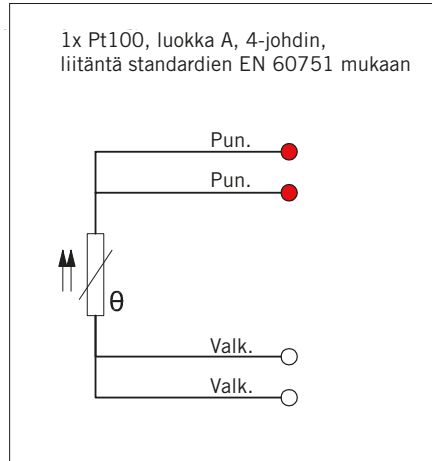 1x Pt100, luokka A, 4-johdin,
liitäntä standardien EN 60751 mukaan
Pun.
Pun.
θ
Valk.
Valk.